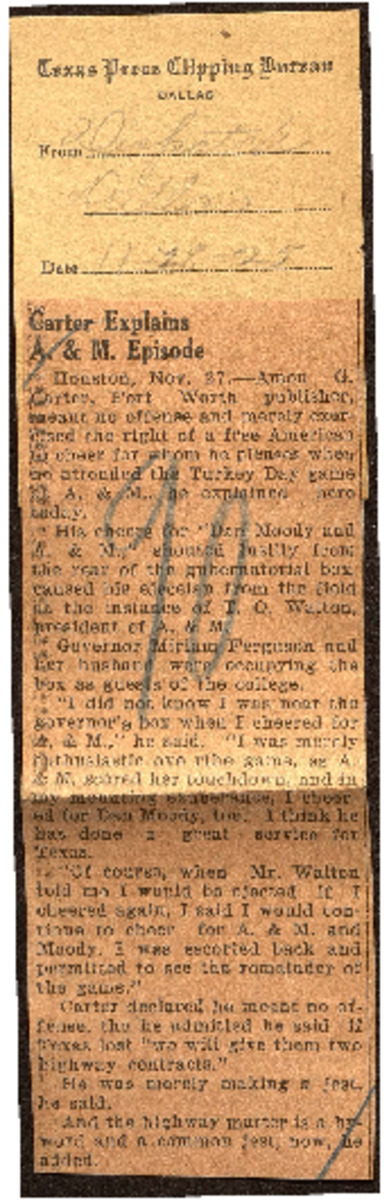 Texas Press Clipping Bureau
DALLAS
From
Date 11-28-25
Carter Explains
A. & M. Episode
Houston, Nov. 27.—Amon G.
Carter, Fort Worth publisher,
meant no offense and merely exer-
cised the right of a free American
to cheer for whom he pleases when
he attended the Turkey Day game
at A. & M., he explained here
today.
His cheers for "Dan Moody and
A. & M.," shouted lustily from
the rear of the gubernatorial box
caused his ejection from the field
at the instance of T. O. Walton,
president of A. & M.
Governor Miriam Ferguson and
her husband were occupying the
box as guests of the college.
"I did not know I was near the
governor's box when I cheered for
A. & M.," he said. "I was merely
enthusiastic ove rthe game, as A.
& M. scored her touchdown, and in
my mounting exuberance, I cheer-
ed for Dan Moody, too. I think he
has done a great service for
Texas.
"Of course, when Mr. Walton
told me I would be ejected if I
cheered again, I said I would con-
tinue to cheer for A. & M. and
Moody. I was escorted back and
permitted to see the remainder of
the game."
Carter declared he meant no of-
fense, tho he admitted he said if
Texas lost "we will give them two
highway contracts."
He was merely making a jest,
he said.
And the highway matter is a by-
word and a common jest, now, he
added.